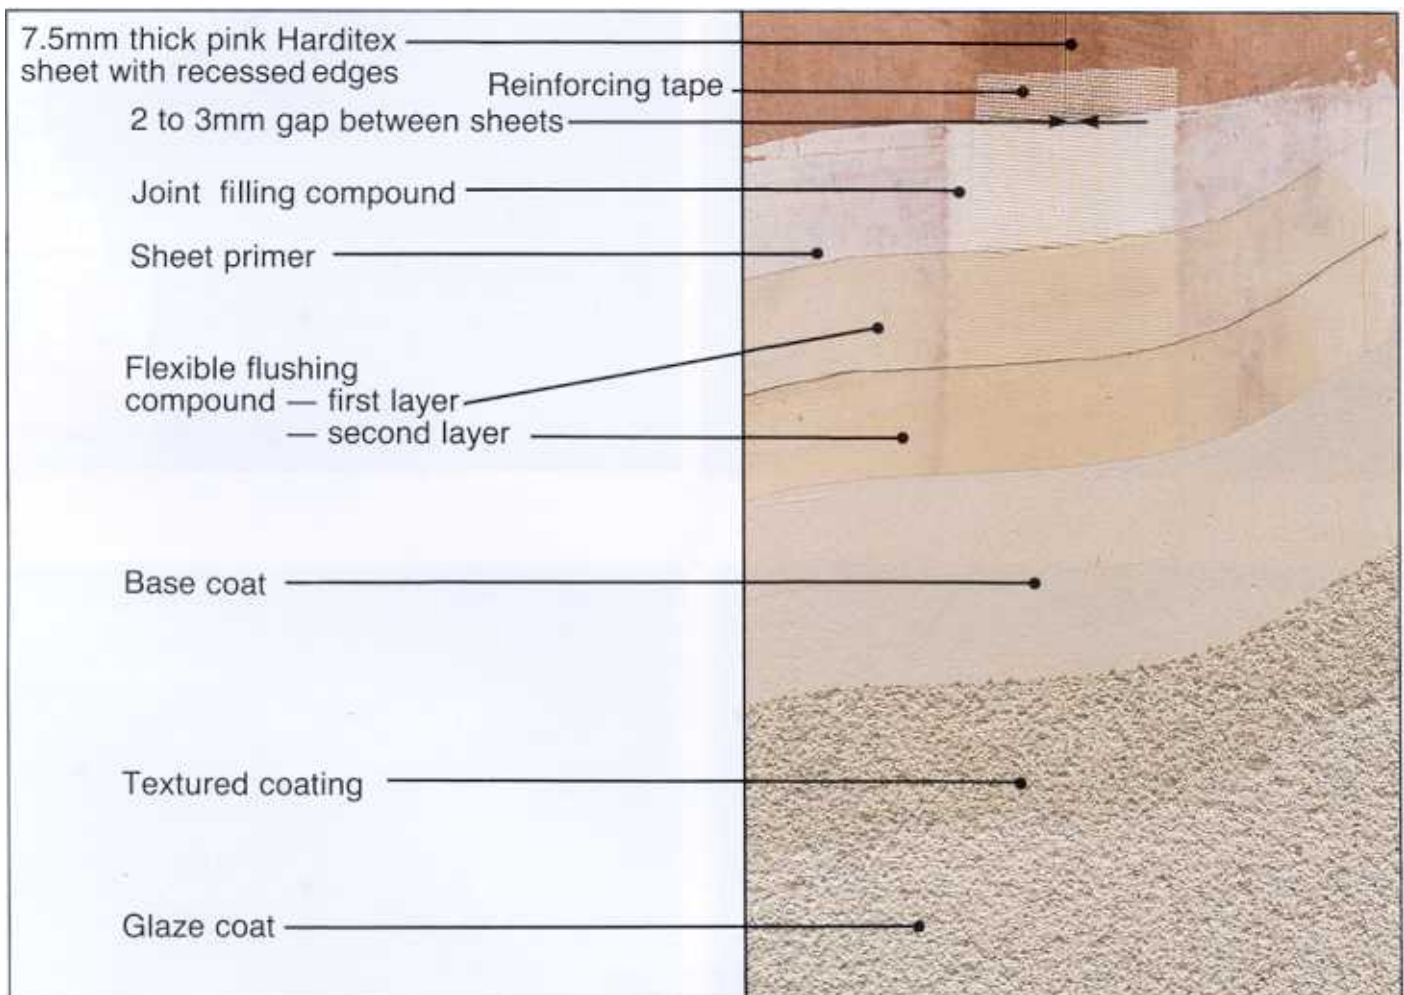 7.5mm thick pink Harditex
sheet with recessed edges
Reinforcing tape
2 to 3mm gap between sheets
Joint filling compound
Sheet primer
Flexible flushing
compound — first layer
— second layer
Base coat
Textured coating
Glaze coat